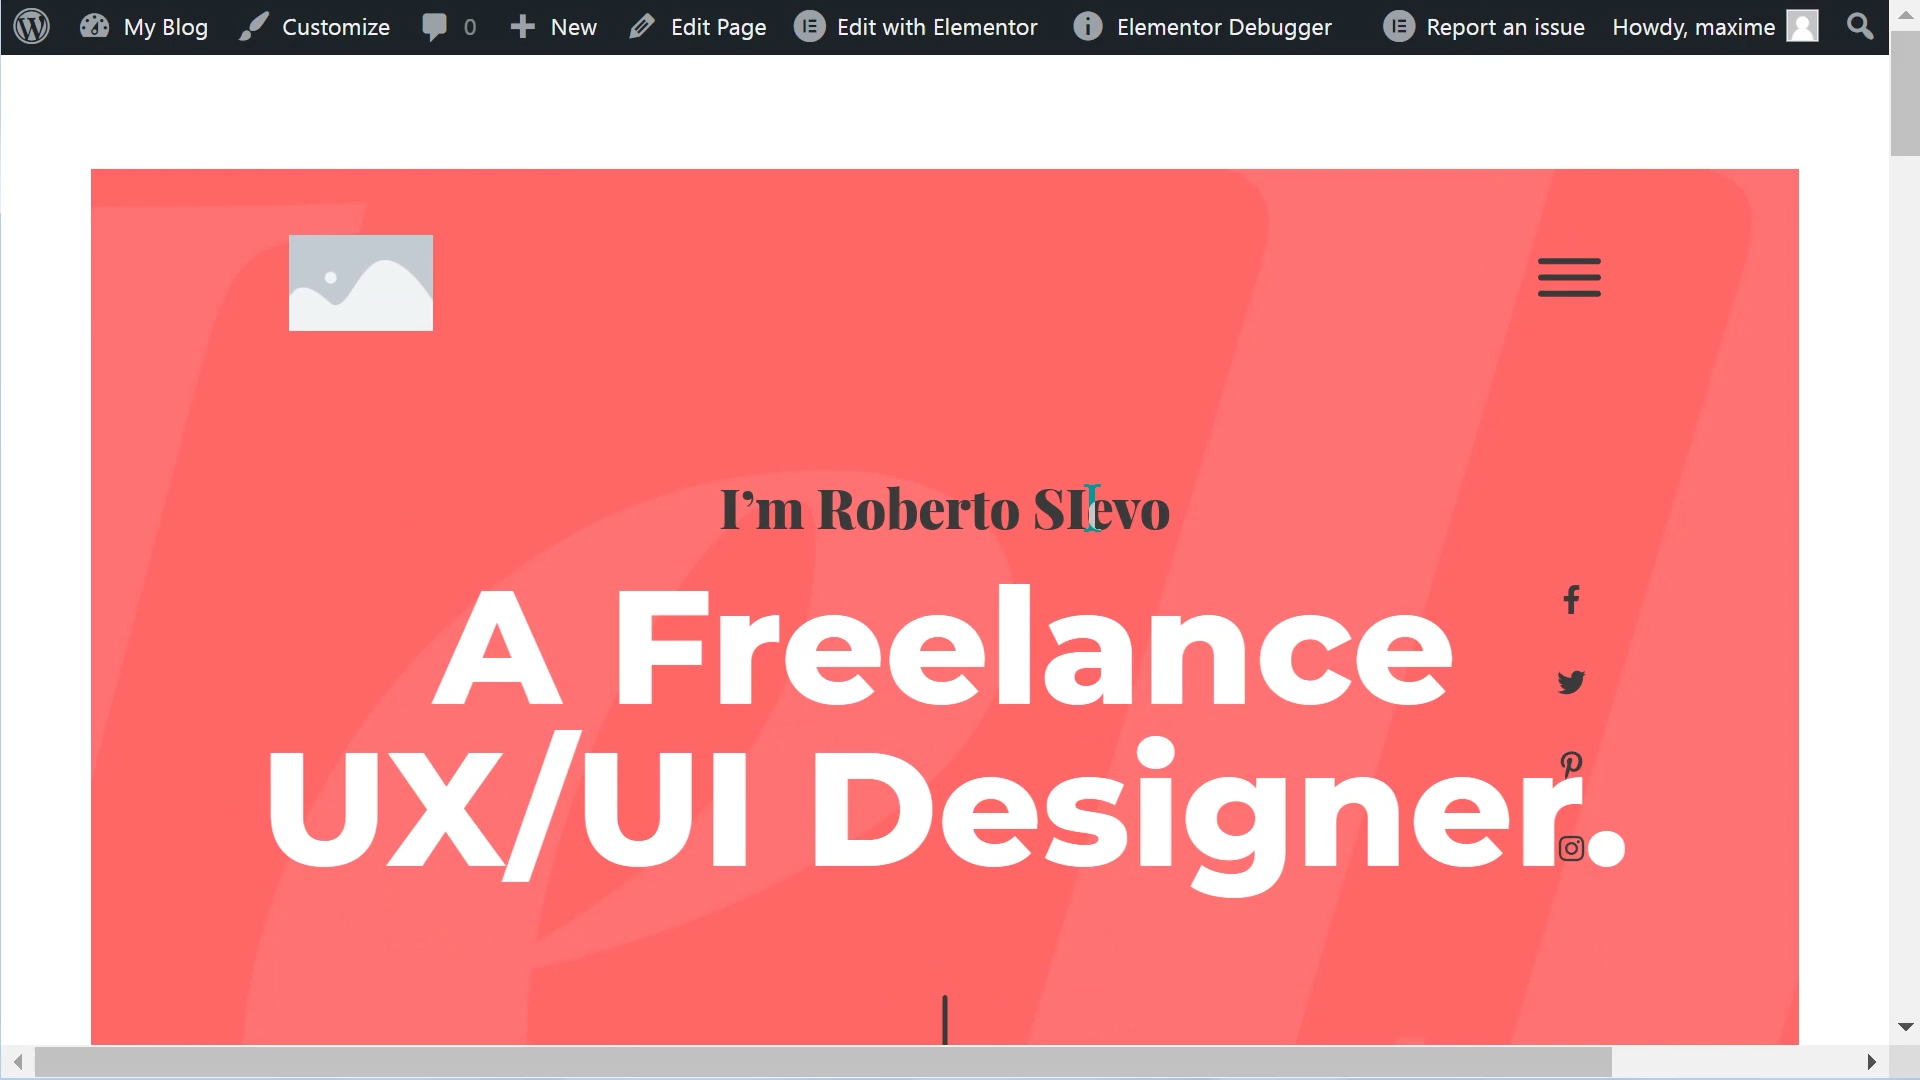 My Blog Customize 0 New Edit Page Edit with Elementor Elementor Debugger Report an issue Howdy, maxime
I’m Roberto
A Freelance
UX/UI Designer.